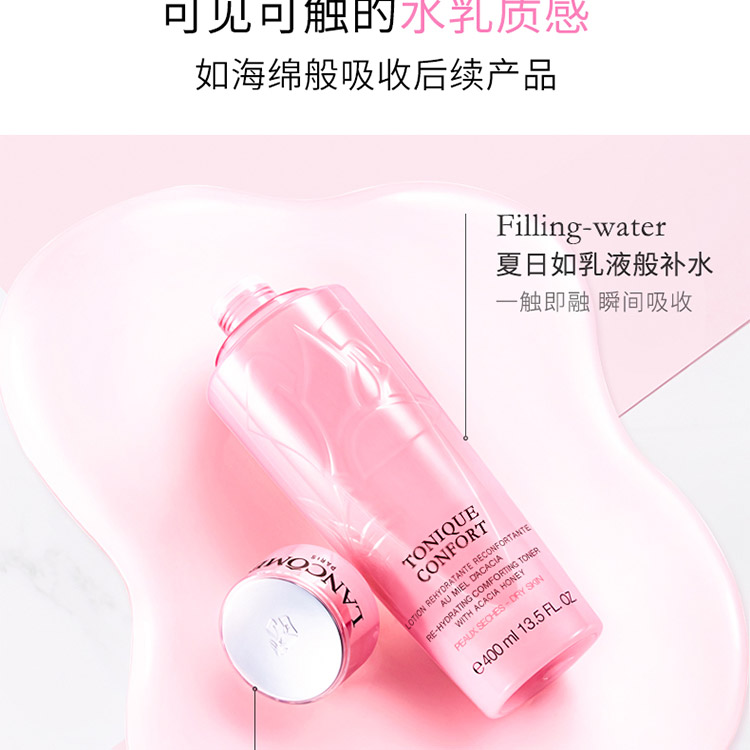 可见可触的水乳质感
如海绵般吸收后续产品
Filling-water
夏日如乳液般补水
一触即融 瞬间吸收
TONIQUE
CONFORT
LOTION REHYDRATANTE RECONFORTANTE
AU MIEL D'ACACIA
RE-HYDRATING COMFORTING TONER
WITH ACACIA HONEY
PEAUX SECHES - DRY SKIN
e400 ml 13.5 FL.OZ
LANCOME
PARIS